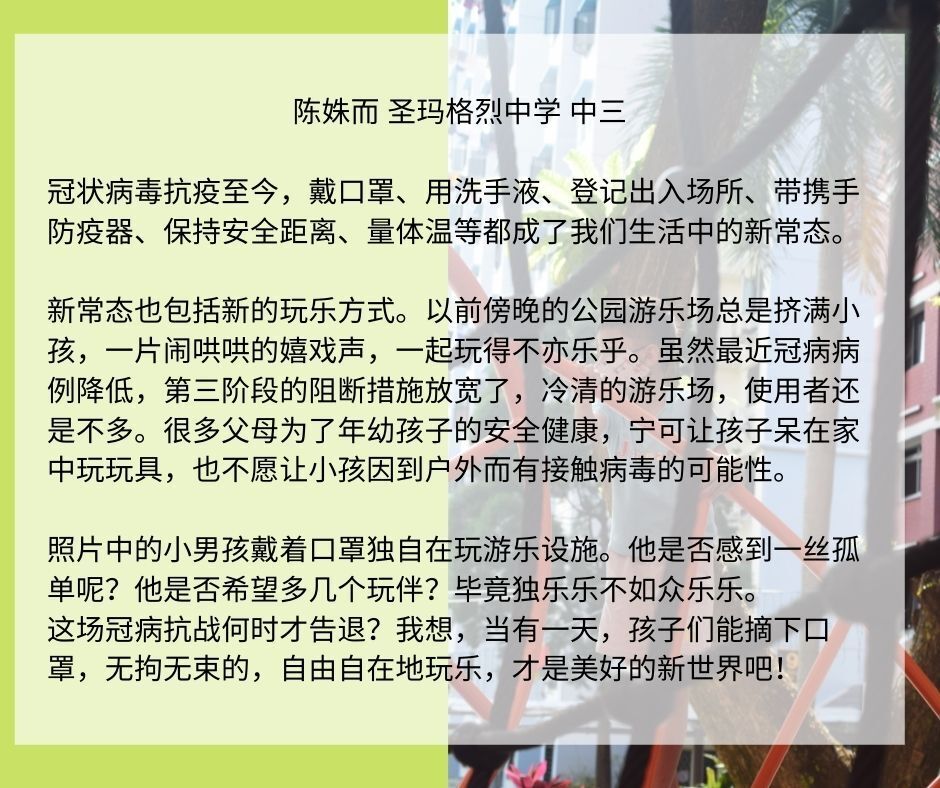 陈姝而 圣玛格烈中学 中三
冠状病毒抗疫至今，戴口罩、用洗手液、登记出入场所、带携手
防疫器、保持安全距离、量体温等都成了我们生活中的新常态。
新常态也包括新的玩乐方式。以前傍晚的公园游乐场总是挤满小
孩，一片闹哄哄的嬉戏声，一起玩得不亦乐乎。虽然最近冠病病
例降低，第三阶段的阻断措施放宽了，冷清的游乐场，使用者还
是不多。很多父母为了年幼孩子的安全健康，宁可让孩子呆在家
中玩玩具，也不愿让小孩因到户外而有接触病毒的可能性。
照片中的小男孩戴着口罩独自在玩游乐设施。他是否感到一丝孤
单呢？他是否希望多几个玩伴？毕竟独乐乐不如众乐乐。
这场冠病抗战何时才告退？我想，当有一天，孩子们能摘下口
罩，无拘无束的，自由自在地玩乐，才是美好的新世界吧！